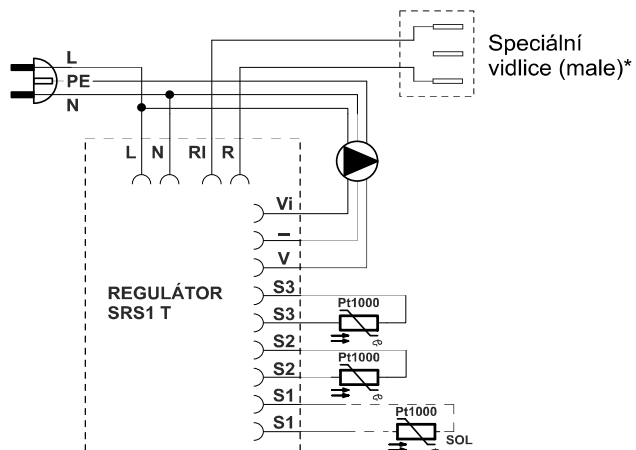 L
PE
N
Speciální
vidlice (male)*
L N RI R
Vi
–
V
REGULÁTOR
SRS1 T
S3
Pt1000
S3
S2
Pt1000
S2
S1
Pt1000
S1
SOL